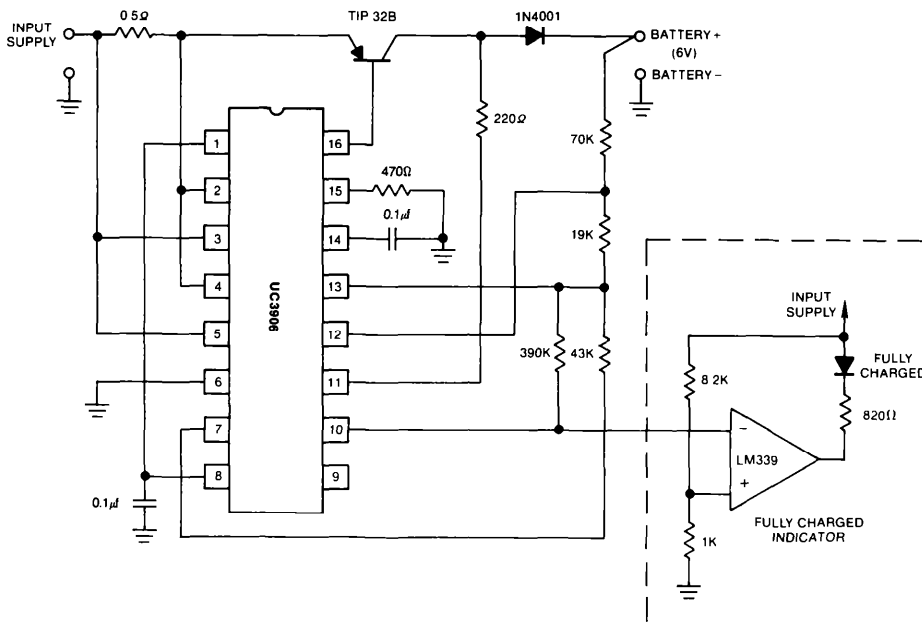 INPUT
SUPPLY
0 5Ω
TIP 32B
1N4001
BATTERY +
(6V)
BATTERY −
220Ω
70K
1
16
470Ω
2
15
0.1µf
3
14
19K
4
13
UC3906
5
12
390K
43K
6
11
7
10
8
9
0.1µf
INPUT
SUPPLY
8 2K
FULLY
CHARGED
820Ω
−
LM339
+
1K
FULLY CHARGED
INDICATOR